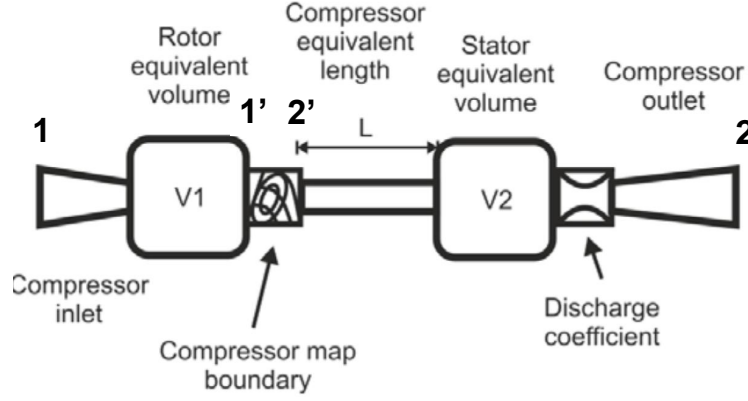 Compressor
equivalent
length
Rotor
equivalent
volume
Stator
equivalent
volume
Compressor
outlet
1
1’
2’
2
L
V1
V2
Compressor
inlet
Compressor map
boundary
Discharge
coefficient